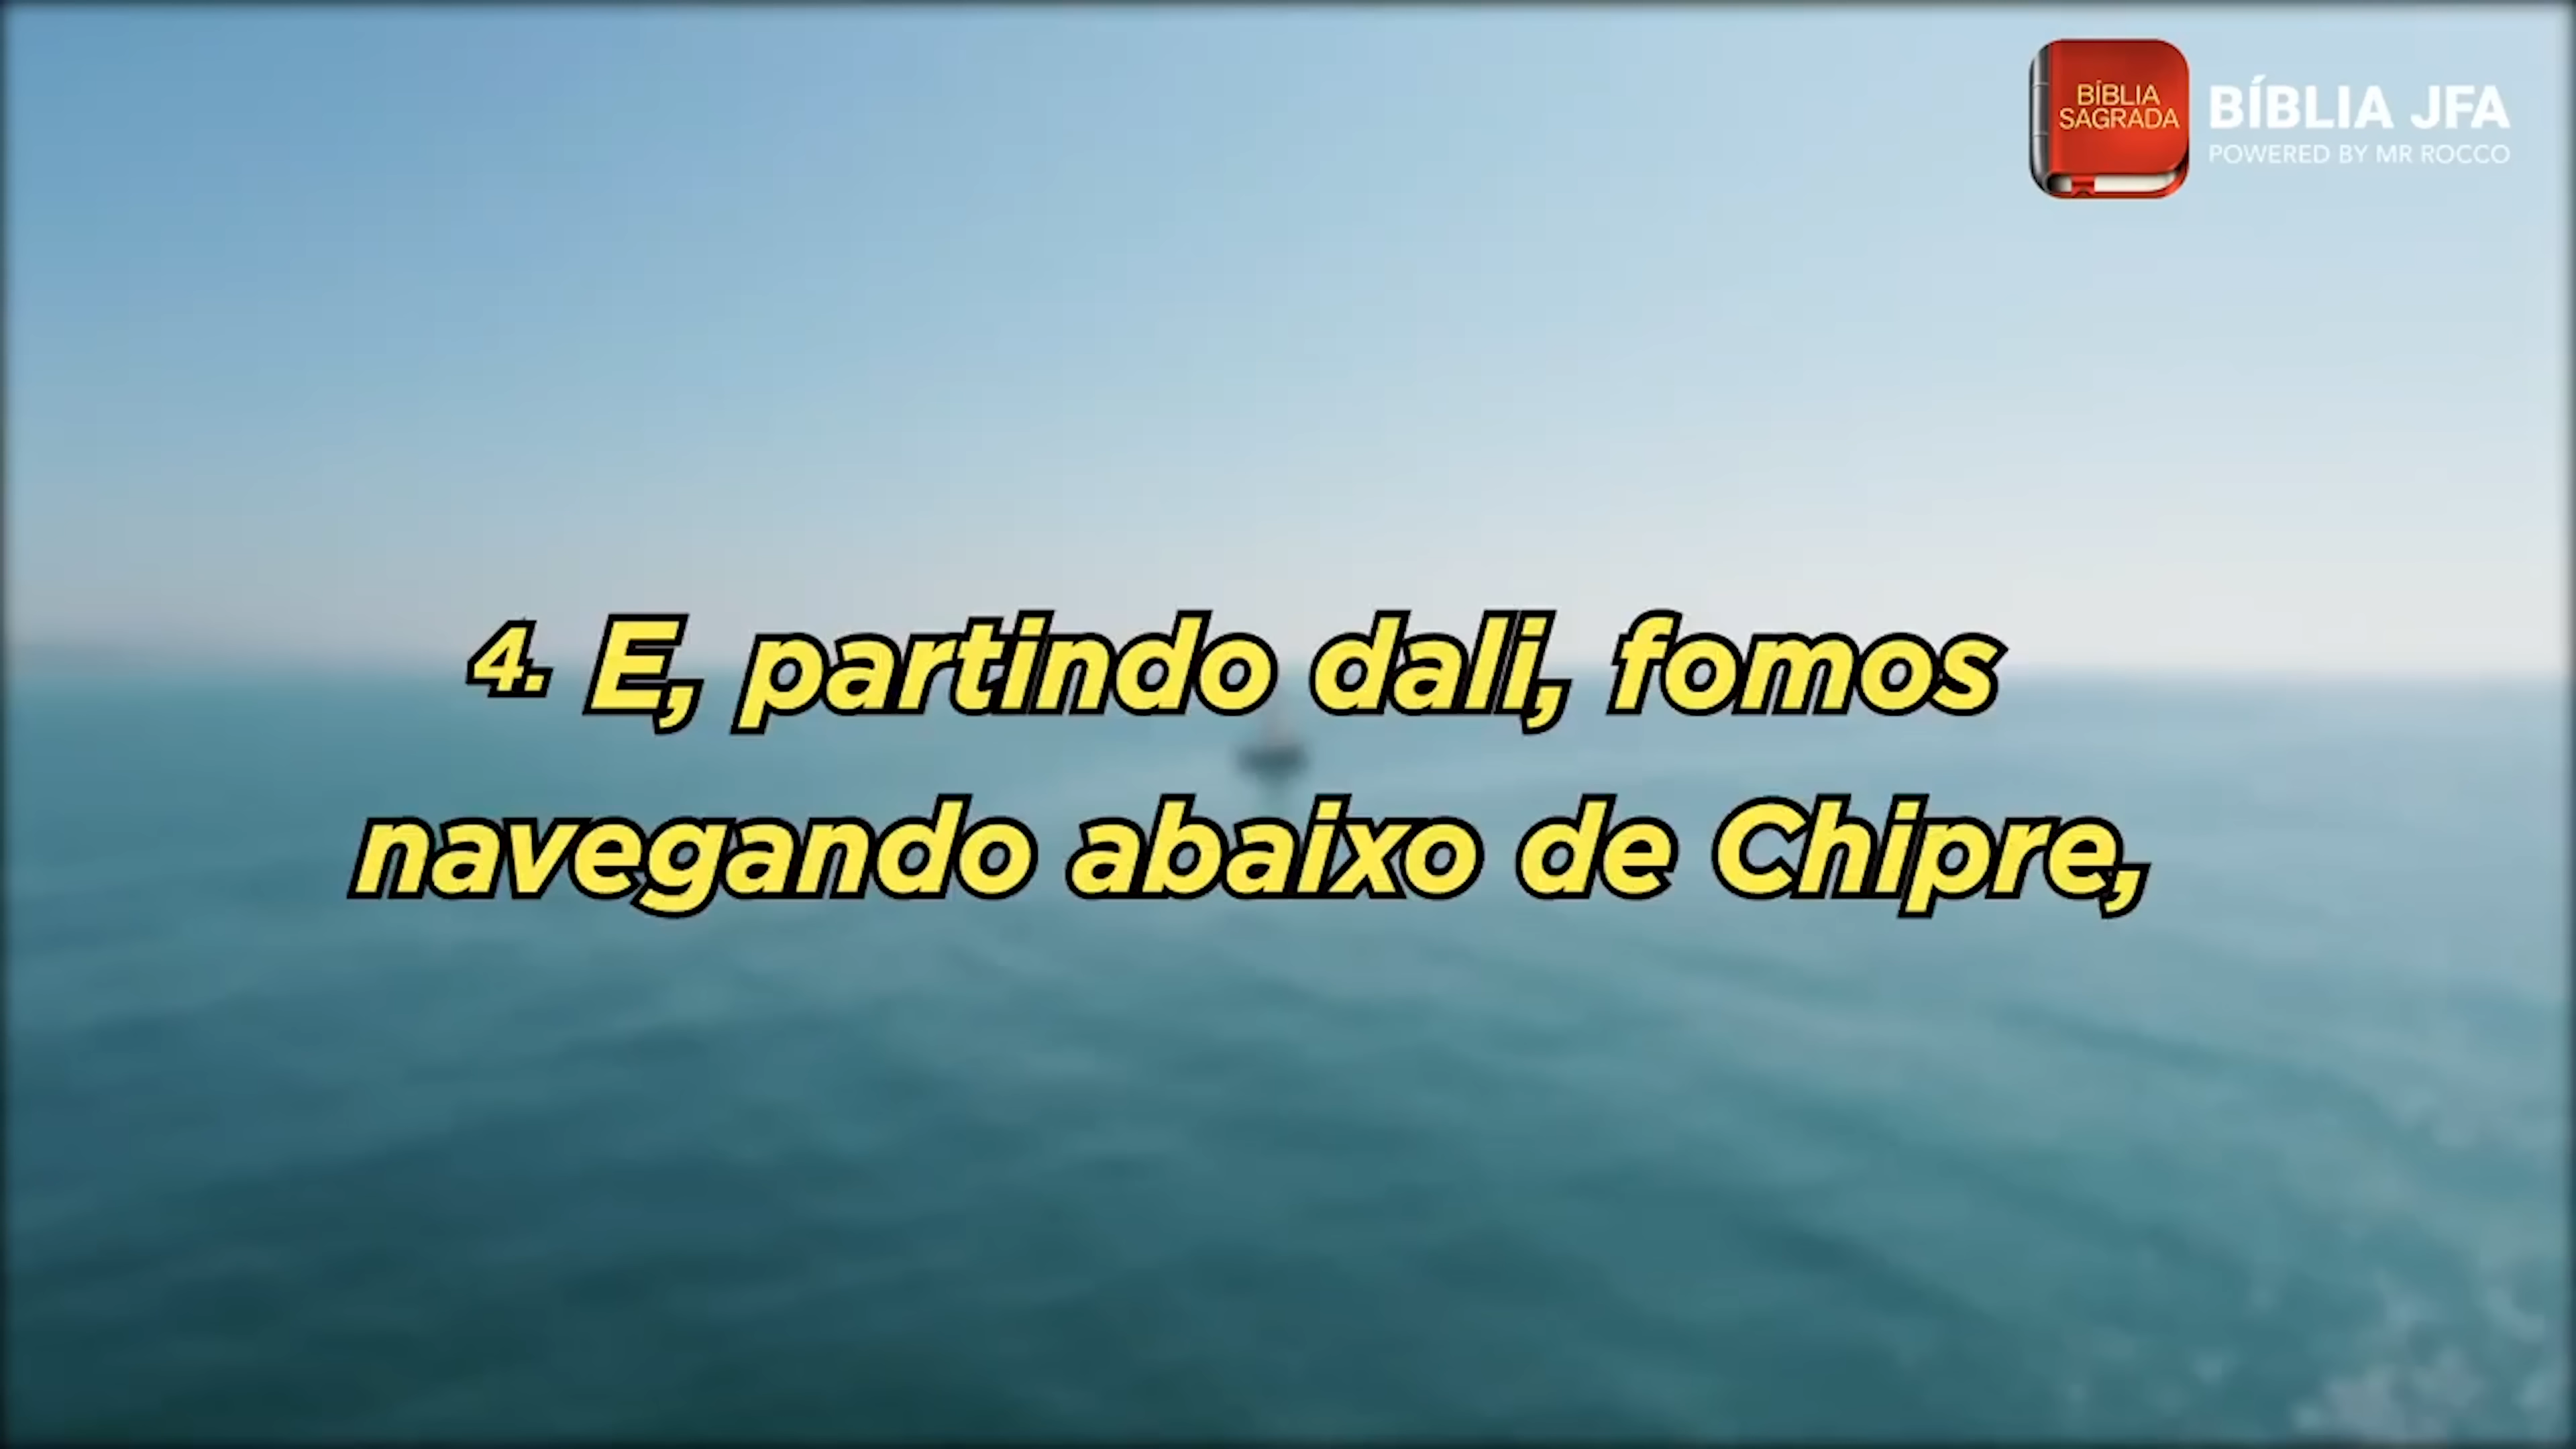 BÍBLIA
SAGRADA
BÍBLIA JFA
POWERED BY MR ROCCO
4. E, partindo dali, fomos
navegando abaixo de Chipre,